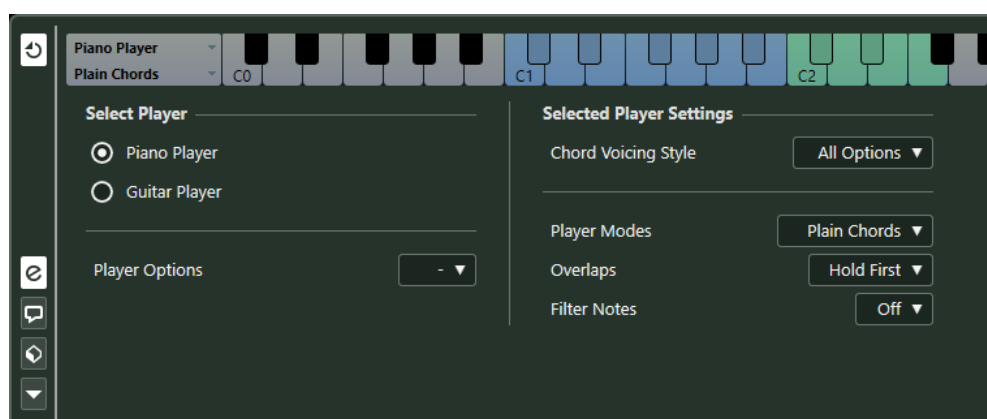 Piano Player
Plain Chords
C0
C1
C2
Select Player
Piano Player
Guitar Player
Player Options
-
Selected Player Settings
Chord Voicing Style
All Options
Player Modes
Plain Chords
Overlaps
Hold First
Filter Notes
Off